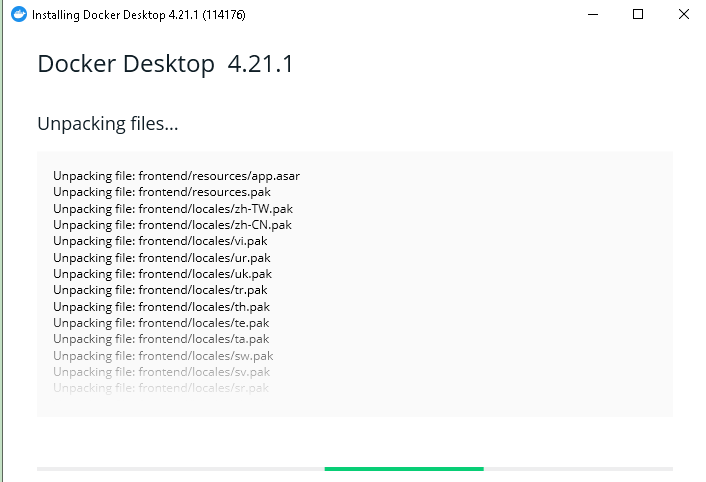 Installing Docker Desktop 4.21.1 (114176)
Docker Desktop 4.21.1
Unpacking files...
Unpacking file: frontend/resources/app.asar
Unpacking file: frontend/resources.pak
Unpacking file: frontend/locales/zh-TW.pak
Unpacking file: frontend/locales/zh-CN.pak
Unpacking file: frontend/locales/vi.pak
Unpacking file: frontend/locales/ur.pak
Unpacking file: frontend/locales/uk.pak
Unpacking file: frontend/locales/tr.pak
Unpacking file: frontend/locales/th.pak
Unpacking file: frontend/locales/te.pak
Unpacking file: frontend/locales/ta.pak
Unpacking file: frontend/locales/sw.pak
Unpacking file: frontend/locales/sv.pak
Unpacking file: frontend/locales/sr.pak